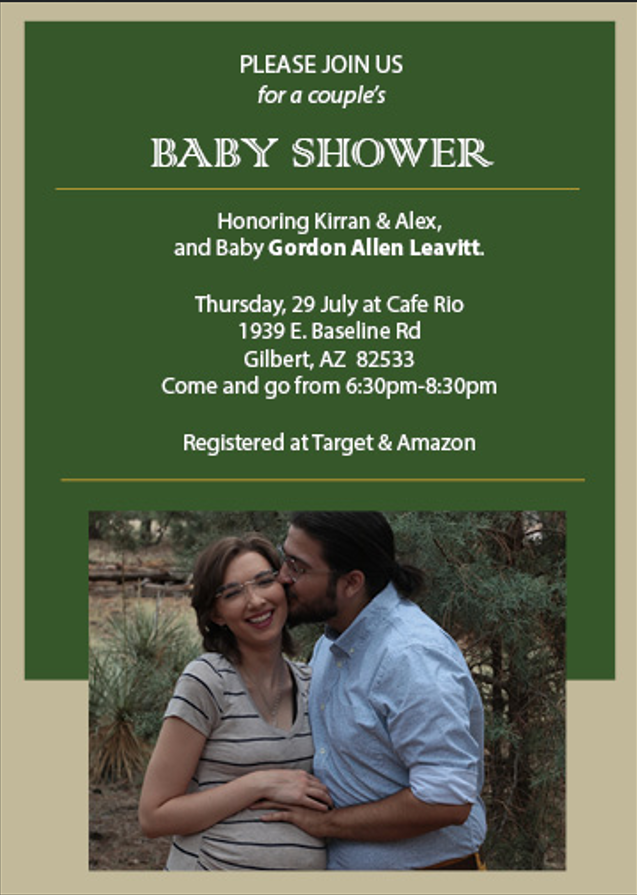 PLEASE JOIN US
for a couple's
BABY SHOWER
Honoring Kirran & Alex,
and Baby Gordon Allen Leavitt.
Thursday, 29 July at Cafe Rio
1939 E. Baseline Rd
Gilbert, AZ  82533
Come and go from 6:30pm-8:30pm
Registered at Target & Amazon